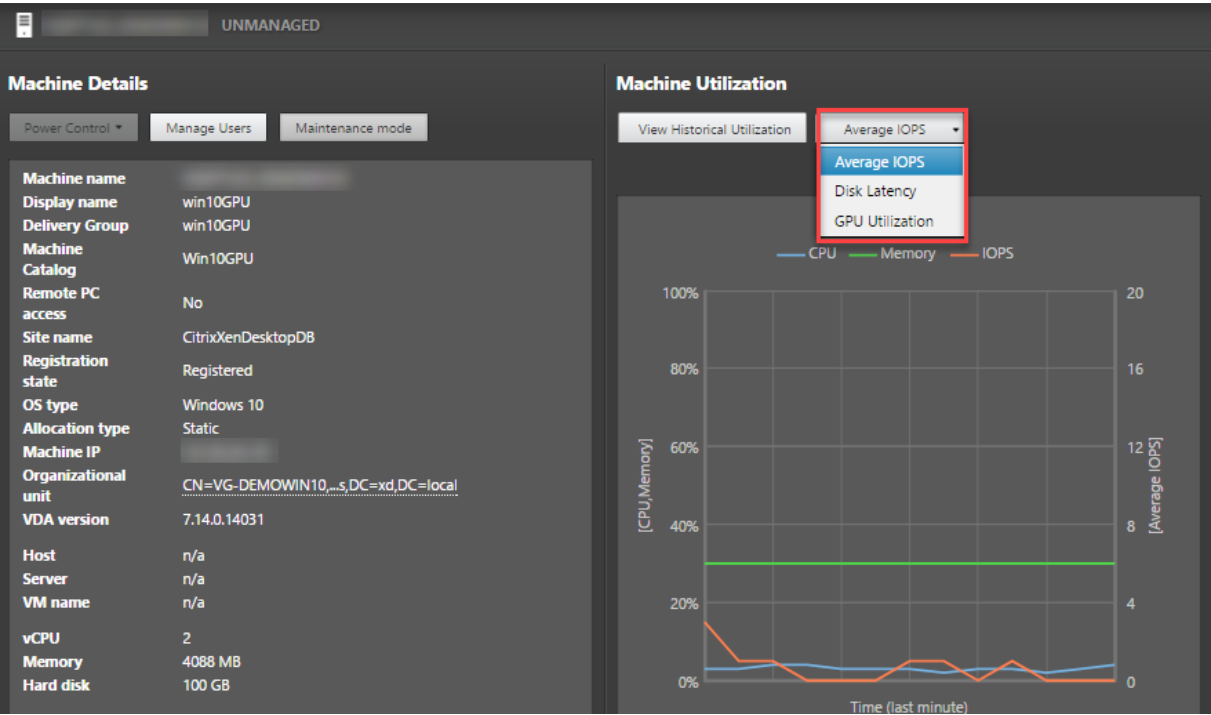 UNMANAGED
Machine Details
Power Control
Manage Users
Maintenance mode
Machine name
Display name win10GPU
Delivery Group win10GPU
Machine
Catalog
Win10GPU
Remote PC
access
No
Site name CitrixXenDesktopDB
Registration
state
Registered
OS type Windows 10
Allocation type Static
Machine IP
Organizational
unit
CN=VG-DEMOWIN10,...s,DC=xd,DC=local
VDA version 7.14.0.14031
Host n/a
Server n/a
VM name n/a
vCPU 2
Memory 4088 MB
Hard disk 100 GB
Machine Utilization
View Historical Utilization
Average IOPS
Average IOPS
Disk Latency
GPU Utilization
CPU Memory IOPS
100% 20
80% 16
60% 12
40% 8
20% 4
0% 0
[CPU,Memory]
[Average IOPS]
Time (last minute)